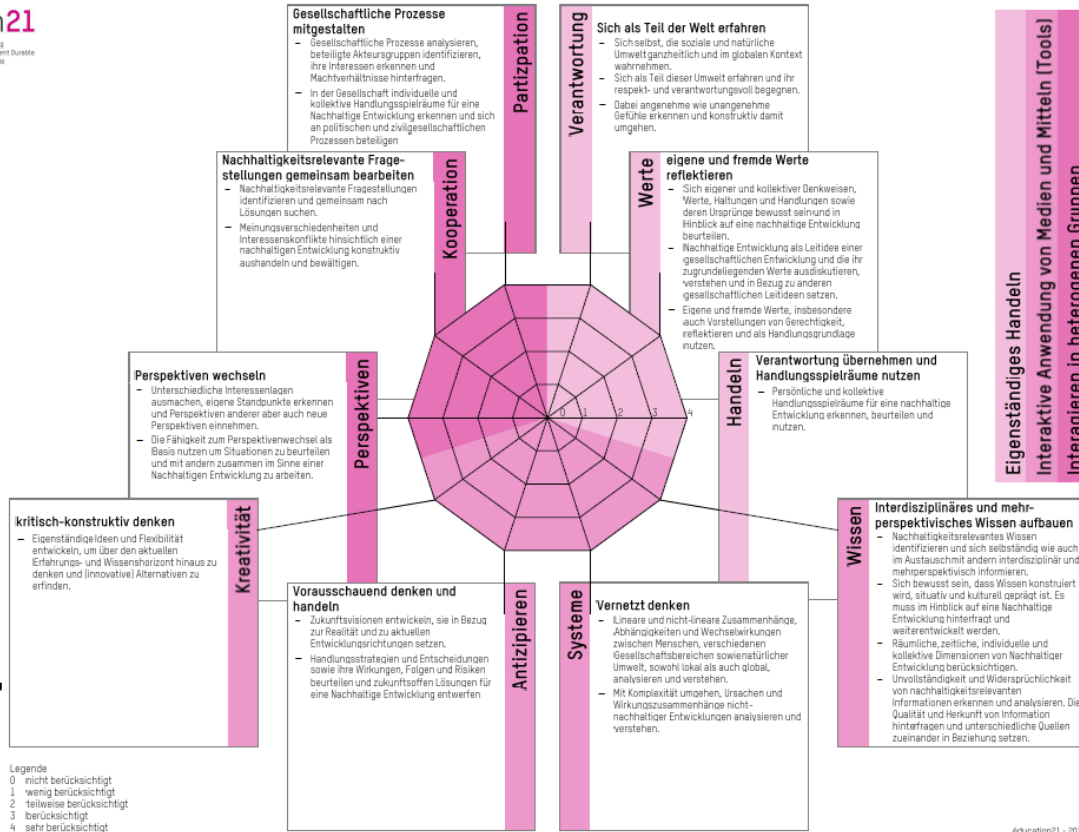 n21
ent Durable
Gesellschaftliche Prozesse
mitgestalten
– Gesellschaftliche Prozesse analysieren,
beteiligte Akteursgruppen identifizieren,
ihre Interessen erkennen und
Machtverhältnisse hinterfragen.
– In der Gesellschaft individuelle und
kollektive Handlungsspielräume für eine
Nachhaltige Entwicklung erkennen und sich
an politischen und zivilgesellschaftlichen
Prozessen beteiligen
Partizpation
Verantwortung
Sich als Teil der Welt erfahren
– Sich selbst, die soziale und natürliche
Umwelt ganzheitlich und im globalen Kontext
wahrnehmen.
– Sich als Teil dieser Umwelt erfahren und ihr
respekt- und verantwortungsvoll begegnen.
– Dabei angenehme wie unangenehme
Gefühle erkennen und konstruktiv damit
umgehen.
Nachhaltigkeitsrelevante Frage-
stellungen gemeinsam bearbeiten
– Nachhaltigkeitsrelevante Fragestellungen
identifizieren und gemeinsam nach
Lösungen suchen.
– Meinungsverschiedenheiten und
Interessenskonflikte hinsichtlich einer
nachhaltigen Entwicklung konstruktiv
aushandeln und bewältigen.
Kooperation
Werte
eigene und fremde Werte
reflektieren
– Sich eigener und kollektiver Denkweisen,
Werte, Haltungen und Handlungen sowie
deren Ursprünge bewusst sein und in
Hinblick auf eine nachhaltige Entwicklung
beurteilen.
– Nachhaltige Entwicklung als Leitidee einer
gesellschaftlichen Entwicklung und die ihr
zugrundeliegenden Werte ausdiskutieren,
verstehen und in Bezug zu anderen
gesellschaftlichen Leitideen setzen.
– Eigene und fremde Werte, insbesondere
auch Vorstellungen von Gerechtigkeit,
reflektieren und als Handlungsgrundlage
nutzen.
Eigenständiges Handeln
Interaktive Anwendung von Medien und Mitteln (Tools)
Interagieren in heterogenen Gruppen
Perspektiven wechseln
– Unterschiedliche Interessenlagen
ausmachen, eigene Standpunkte erkennen
und Perspektiven anderer aber auch neue
Perspektiven einnehmen.
– Die Fähigkeit zum Perspektivenwechsel als
Basis nutzen um Situationen zu beurteilen
und mit andern zusammen im Sinne einer
Nachhaltigen Entwicklung zu arbeiten.
Perspektiven
0 1 2 3 4
Handeln
Verantwortung übernehmen und
Handlungsspielräume nutzen
– Persönliche und kollektive
Handlungsspielräume für eine nachhaltige
Entwicklung erkennen, beurteilen und
nutzen.
kritisch-konstruktiv denken
– Eigenständige Ideen und Flexibilität
entwickeln, um über den aktuellen
Erfahrungs- und Wissenshorizont hinaus zu
denken und (innovative) Alternativen zu
erfinden.
Kreativität
Vorausschauend denken und
handeln
– Zukunftsvisionen entwickeln, sie in Bezug
zur Realität und zu aktuellen
Entwicklungsrichtungen setzen.
– Handlungsstrategien und Entscheidungen
sowie ihre Wirkungen, Folgen und Risiken
beurteilen und zukunftsoffen Lösungen für
eine Nachhaltige Entwicklung entwerfen
Antizipieren
Systeme
Vernetzt denken
– Lineare und nicht-lineare Zusammenhänge,
Abhängigkeiten und Wechselwirkungen
zwischen Menschen, verschiedenen
Gesellschaftsbereichen sowie natürlicher
Umwelt, sowohl lokal als auch global,
analysieren und verstehen.
– Mit Komplexität umgehen, Ursachen und
Wirkungszusammenhänge nicht-
nachhaltiger Entwicklungen analysieren und
verstehen.
Wissen
Interdisziplinäres und mehr-
perspektivisches Wissen aufbauen
– Nachhaltigkeitsrelevantes Wissen
identifizieren und sich selbständig wie auch
im Austausch mit andern interdisziplinär und
mehrperspektivisch informieren.
– Sich bewusst sein, dass Wissen konstruiert
wird, situativ und kulturell geprägt ist. Es
muss im Hinblick auf eine Nachhaltige
Entwicklung hinterfragt und
weiterentwickelt werden.
– Räumliche, zeitliche, individuelle und
kollektive Dimensionen von Nachhaltiger
Entwicklung berücksichtigen.
– Unvollständigkeit und Widersprüchlichkeit
von nachhaltigkeitsrelevanten
Informationen erkennen und analysieren. Die
Qualität und Herkunft von Information
hinterfragen und unterschiedliche Quellen
zueinander in Beziehung setzen.
Legende
0 nicht berücksichtigt
1 wenig berücksichtigt
2 teilweise berücksichtigt
3 berücksichtigt
4 sehr berücksichtigt
éducation21 - 20